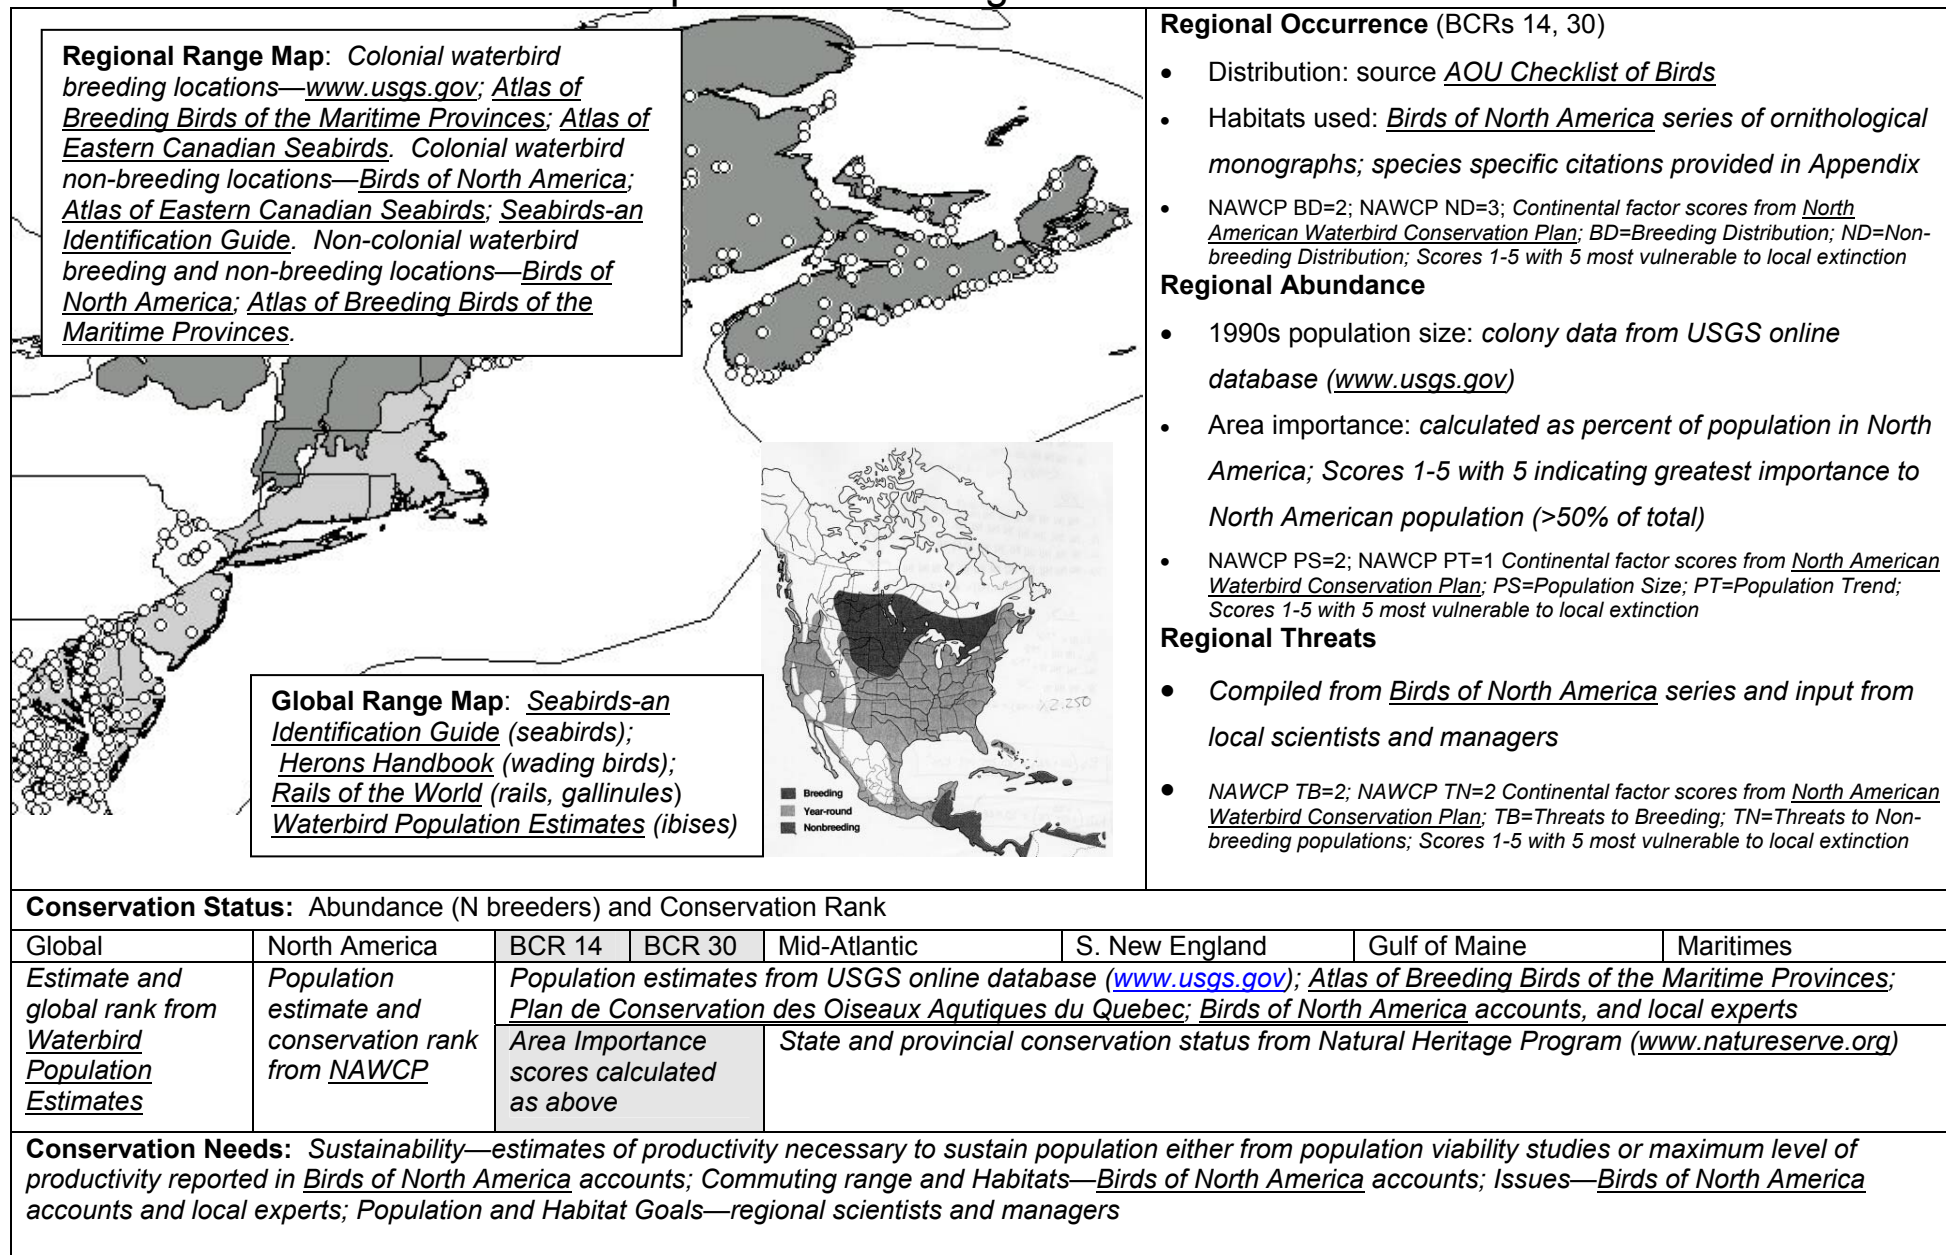 Regional Range Map: Colonial waterbird
breeding locations—www.usgs.gov; Atlas of
Breeding Birds of the Maritime Provinces; Atlas of
Eastern Canadian Seabirds. Colonial waterbird
non-breeding locations—Birds of North America;
Atlas of Eastern Canadian Seabirds; Seabirds-an
Identification Guide. Non-colonial waterbird
breeding and non-breeding locations—Birds of
North America; Atlas of Breeding Birds of the
Maritime Provinces.
Global Range Map: Seabirds-an
Identification Guide (seabirds);
Herons Handbook (wading birds);
Rails of the World (rails, gallinules)
Waterbird Population Estimates (ibises)
Breeding
Year-round
Nonbreeding
Regional Occurrence (BCRs 14, 30)
• Distribution: source AOU Checklist of Birds
• Habitats used: Birds of North America series of ornithological
monographs; species specific citations provided in Appendix
• NAWCP BD=2; NAWCP ND=3; Continental factor scores from North
American Waterbird Conservation Plan; BD=Breeding Distribution; ND=Non-
breeding Distribution; Scores 1-5 with 5 most vulnerable to local extinction
Regional Abundance
• 1990s population size: colony data from USGS online
database (www.usgs.gov)
• Area importance: calculated as percent of population in North
America; Scores 1-5 with 5 indicating greatest importance to
North American population (>50% of total)
• NAWCP PS=2; NAWCP PT=1 Continental factor scores from North American
Waterbird Conservation Plan; PS=Population Size; PT=Population Trend;
Scores 1-5 with 5 most vulnerable to local extinction
Regional Threats
• Compiled from Birds of North America series and input from
local scientists and managers
• NAWCP TB=2; NAWCP TN=2 Continental factor scores from North American
Waterbird Conservation Plan; TB=Threats to Breeding; TN=Threats to Non-
breeding populations; Scores 1-5 with 5 most vulnerable to local extinction
Conservation Status: Abundance (N breeders) and Conservation Rank
Global North America BCR 14 BCR 30 Mid-Atlantic S. New England Gulf of Maine Maritimes
Estimate and
global rank from
Waterbird
Population
Estimates
Population
estimate and
conservation rank
from NAWCP
Population estimates from USGS online database (www.usgs.gov); Atlas of Breeding Birds of the Maritime Provinces;
Plan de Conservation des Oiseaux Aqutiques du Quebec; Birds of North America accounts, and local experts
Area Importance
scores calculated
as above
State and provincial conservation status from Natural Heritage Program (www.natureserve.org)
Conservation Needs: Sustainability—estimates of productivity necessary to sustain population either from population viability studies or maximum level of
productivity reported in Birds of North America accounts; Commuting range and Habitats—Birds of North America accounts; Issues—Birds of North America
accounts and local experts; Population and Habitat Goals—regional scientists and managers